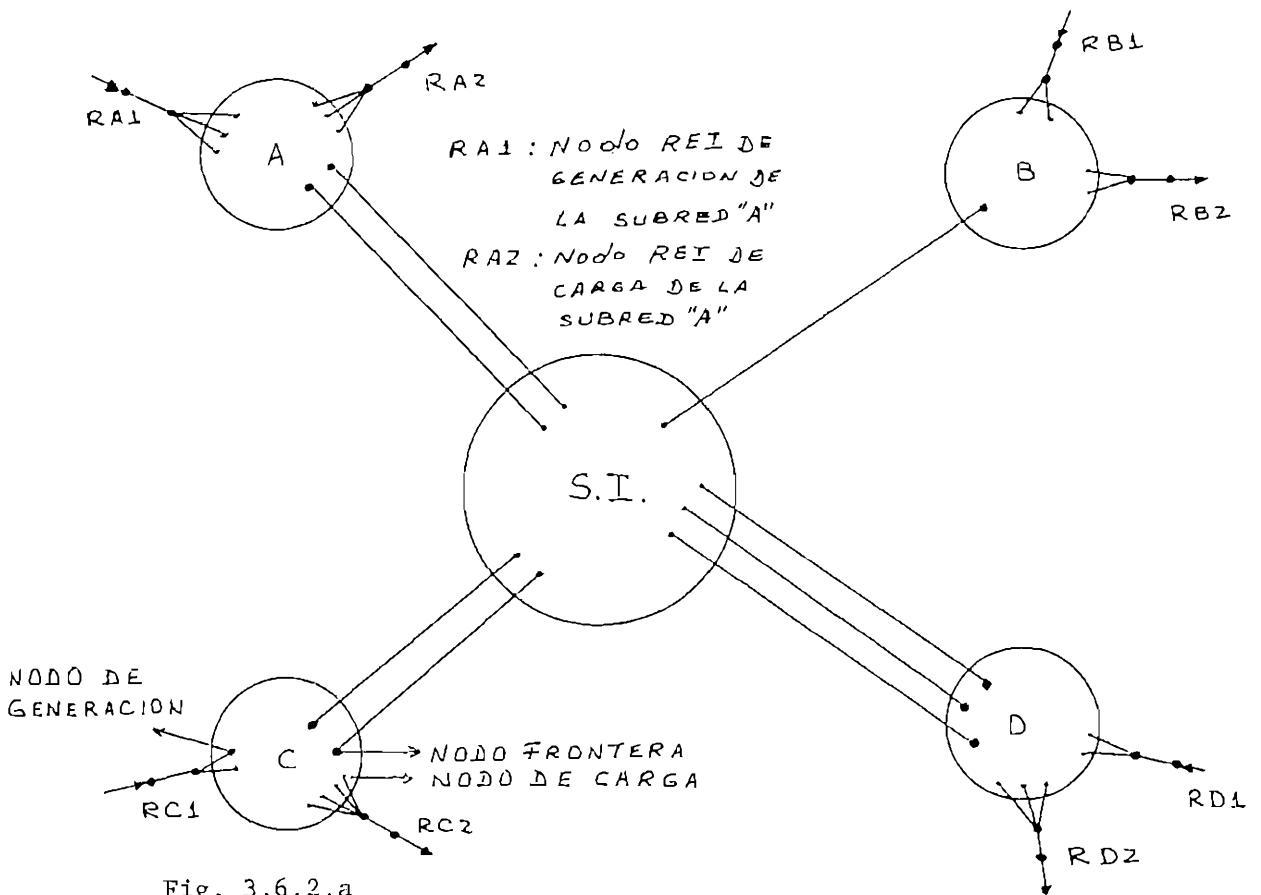 RA1
RA2
A
RB1
B
RB2
RA1 : NOdo REI DE
GENERACION DE
LA SUBRED "A"
RA2 : NOdo REI DE
CARGA DE LA
SUBRED "A"
S.I.
NODO DE
GENERACION
C
NODO FRONTERA
NODO DE CARGA
RC1
RC2
D
RD1
RD2
Fig. 3.6.2.a